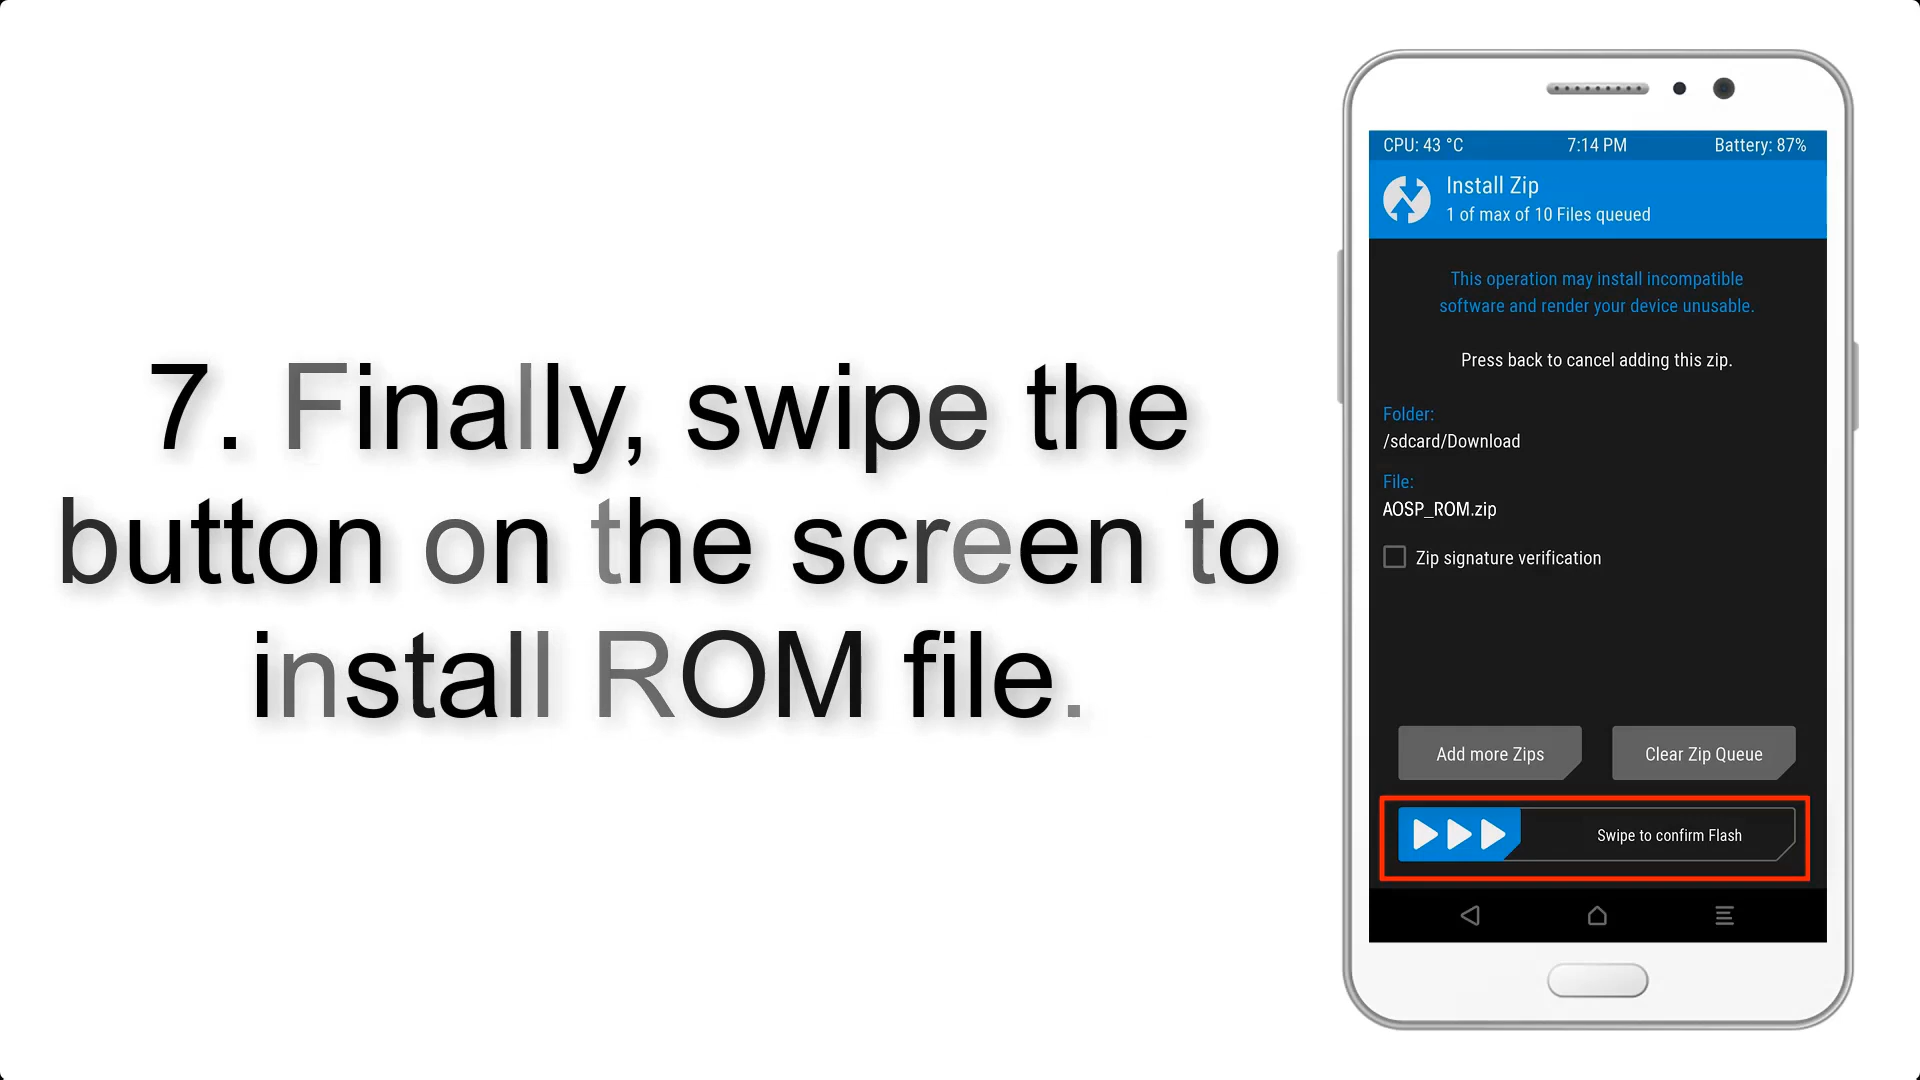 7. Finally, swipe the
button on the screen to
install ROM file.
CPU: 43 °C 7:14 PM Battery: 87%
Install Zip
1 of max of 10 Files queued
This operation may install incompatible
software and render your device unusable.
Press back to cancel adding this zip.
Folder:
/sdcard/Download
File:
AOSP_ROM.zip
Zip signature verification
Add more Zips Clear Zip Queue
Swipe to confirm Flash